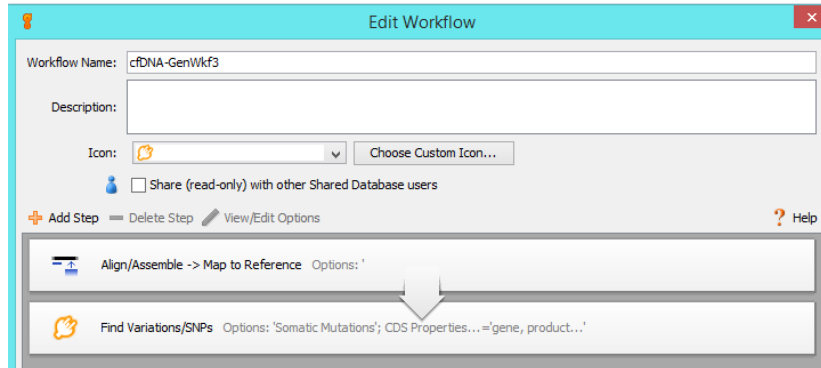 Edit Workflow
Workflow Name: cfDNA-GenWkf3
Description:
Icon: Choose Custom Icon...
Share (read-only) with other Shared Database users
Add Step Delete Step View/Edit Options Help
Align/Assemble -> Map to Reference Options: '
Find Variations/SNPs Options: 'Somatic Mutations'; CDS Properties...='gene, product...'